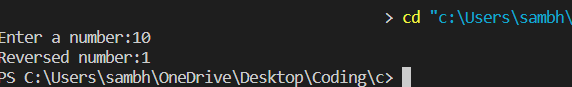 > cd "c:\Users\sambh\
Enter a number:10
Reversed number:1
PS C:\Users\sambh\OneDrive\Desktop\Coding\c>